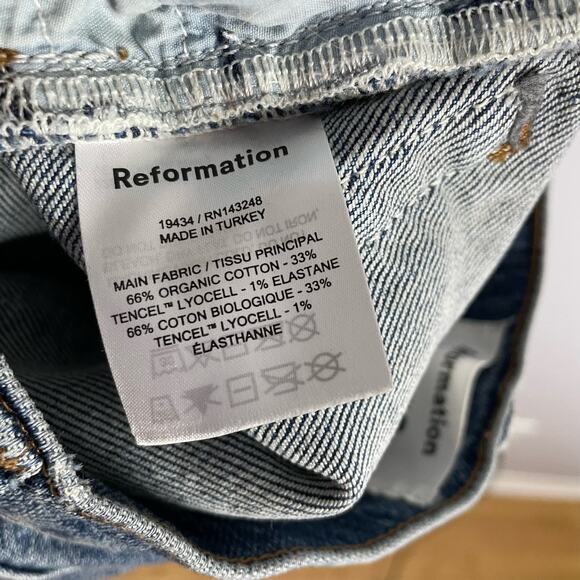 Reformation
19434 / RN143248
MADE IN TURKEY
MAIN FABRIC / TISSU PRINCIPAL
66% ORGANIC COTTON - 33%
TENCEL™ LYOCELL - 1% ELASTANE
66% COTON BIOLOGIQUE - 33%
TENCEL™ LYOCELL - 1%
ÉLASTHANNE
formation